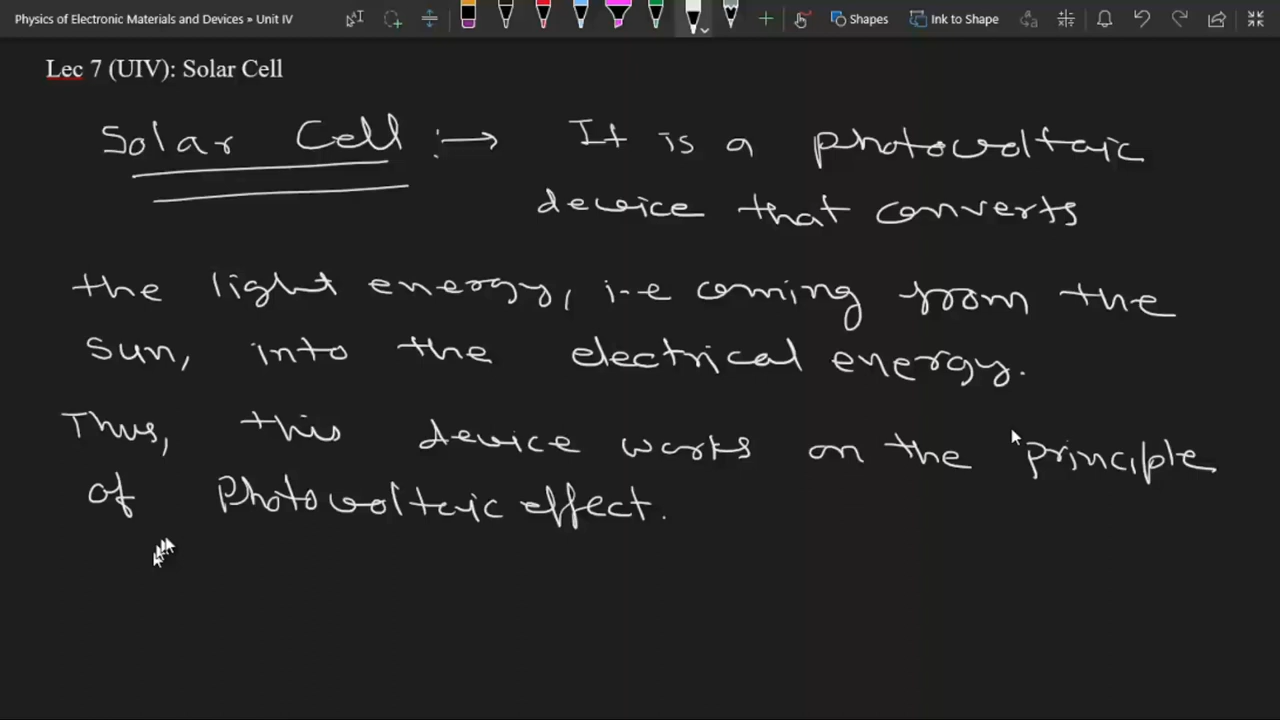 Physics of Electronic Materials and Devices » Unit IV
Shapes
Ink to Shape
Lec 7 (UIV): Solar Cell
Solar Cell :→ It is a photovoltaic
device that converts
the light energy, i-e coming from the
sun, into the electrical energy.
Thus, this device works on the principle
of Photovoltaic effect.